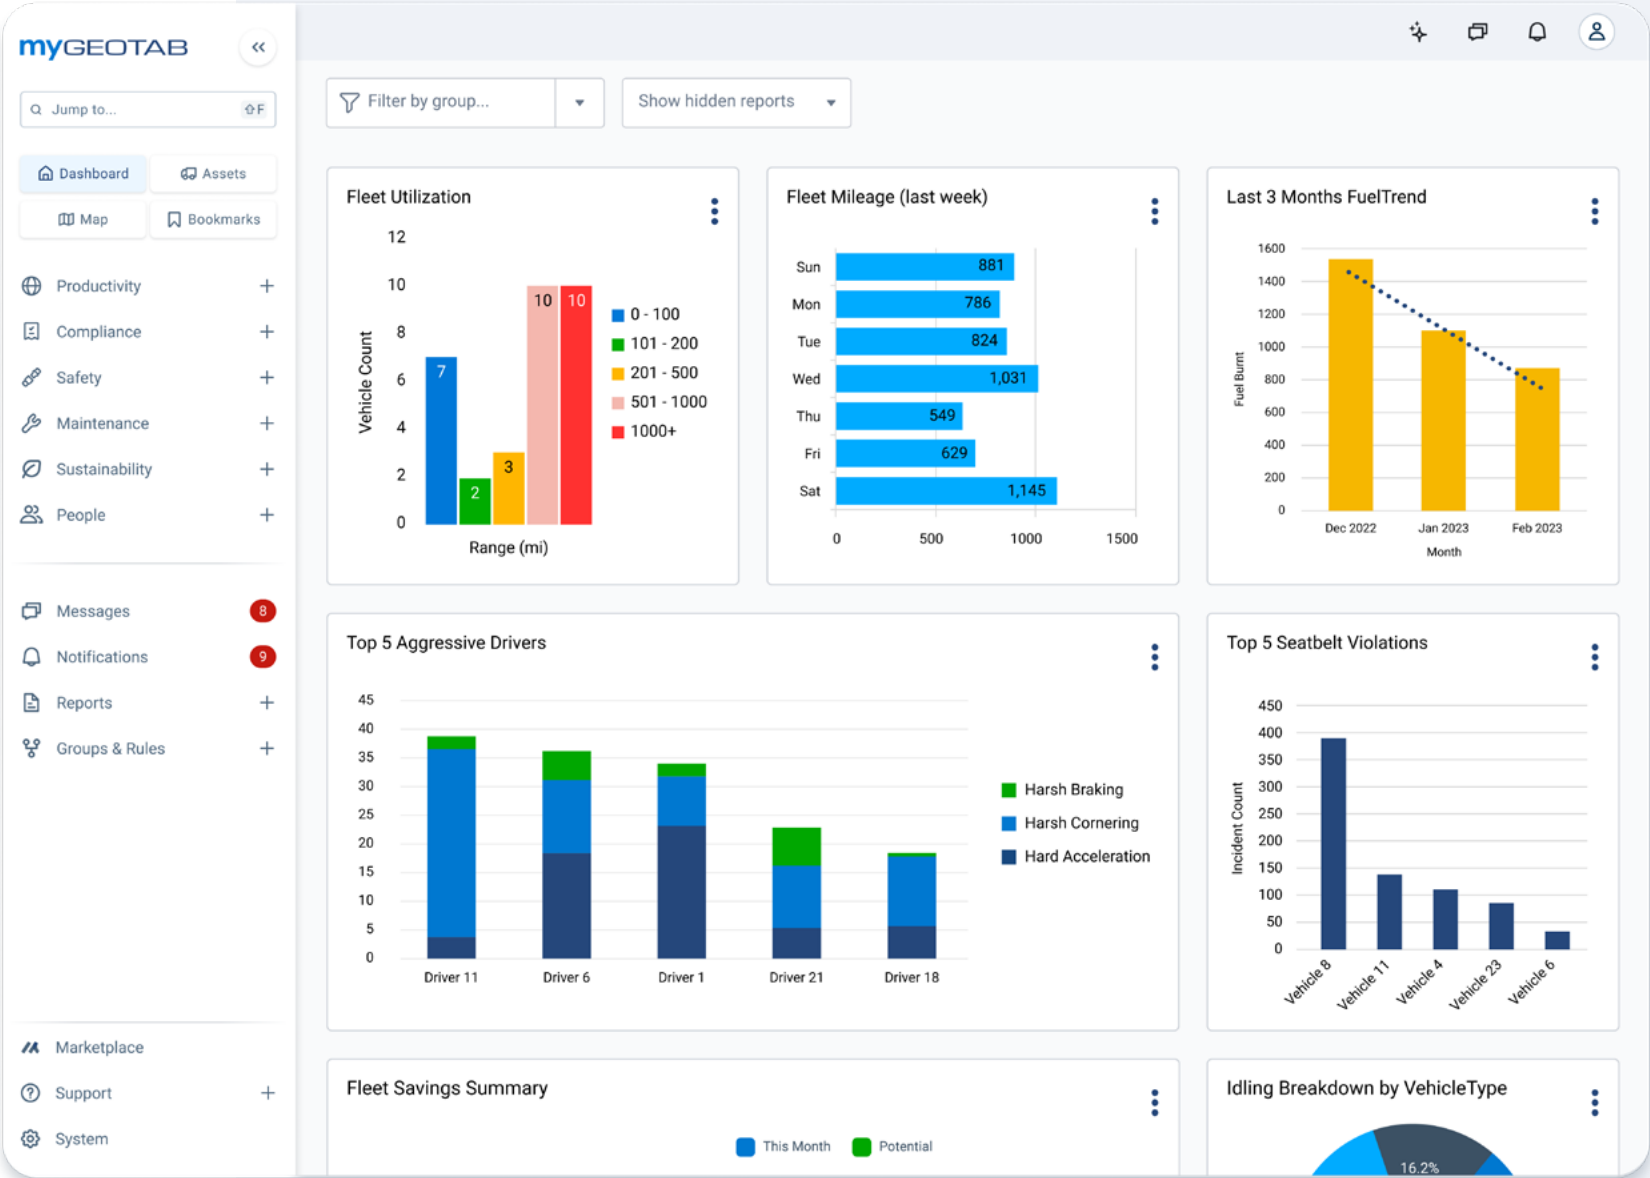 myGEOTAB
Jump to...
F
Dashboard
Assets
Map
Bookmarks
Productivity
Compliance
Safety
Maintenance
Sustainability
People
Messages
8
Notifications
9
Reports
Groups & Rules
Marketplace
Support
System
Filter by group...
Show hidden reports
Fleet Utilization
12
10
8
6
4
2
0
Vehicle Count
7
2
3
10
10
Range (mi)
0 - 100
101 - 200
201 - 500
501 - 1000
1000+
Fleet Mileage (last week)
Sun
881
Mon
786
Tue
824
Wed
1,031
Thu
549
Fri
629
Sat
1,145
0
500
1000
1500
Last 3 Months FuelTrend
1600
1400
1200
1000
800
600
400
200
0
Fuel Burnt
Dec 2022
Jan 2023
Feb 2023
Month
Top 5 Aggressive Drivers
45
40
35
30
25
20
15
10
5
0
Driver 11
Driver 6
Driver 1
Driver 21
Driver 18
Harsh Braking
Harsh Cornering
Hard Acceleration
Top 5 Seatbelt Violations
450
400
350
300
250
200
150
100
50
0
Incident Count
Vehicle 8
Vehicle 11
Vehicle 4
Vehicle 23
Vehicle 6
Fleet Savings Summary
This Month
Potential
Idling Breakdown by VehicleType
16.2%